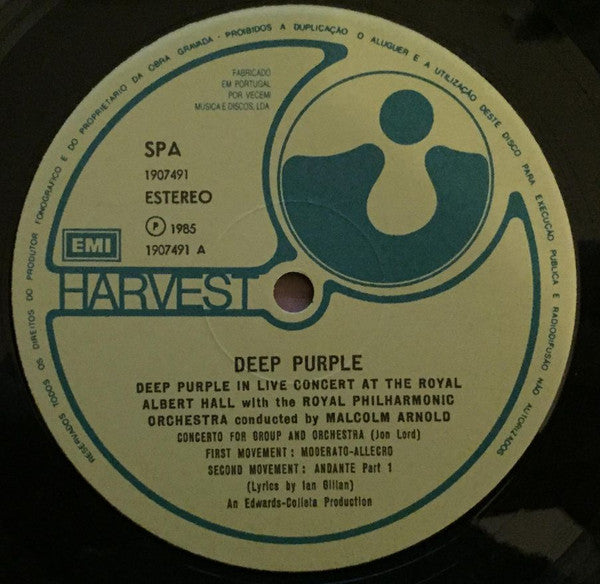 RESERVADOS TODOS OS DIREITOS DO PRODUTOR FONOGRAFICO E DO PROPRIETARIO DA OBRA GRAVADA - PROIBIDOS A DUPLICAÇÃO O ALUGUER E A UTILIZAÇÃO DESTE DISCO PARA EXECUÇÃO PUBLICA E RADIODIFUSÃO NÃO AUTORIZADOS
FABRICADO
EM PORTUGAL
POR VECEMI
MUSICA E DISCOS, LDA.
SPA
1907491
ESTEREO
Ⓟ 1985
1907491 A
EMI
HARVEST
DEEP PURPLE
DEEP PURPLE IN LIVE CONCERT AT THE ROYAL
ALBERT HALL with the ROYAL PHILHARMONIC
ORCHESTRA conducted by MALCOLM ARNOLD
CONCERTO FOR GROUP AND ORCHESTRA (Jon Lord)
FIRST MOVEMENT: MODERATO-ALLEGRO
SECOND MOVEMENT: ANDANTE Part 1
(Lyrics by Ian Gillan)
An Edwards-Colleta Production